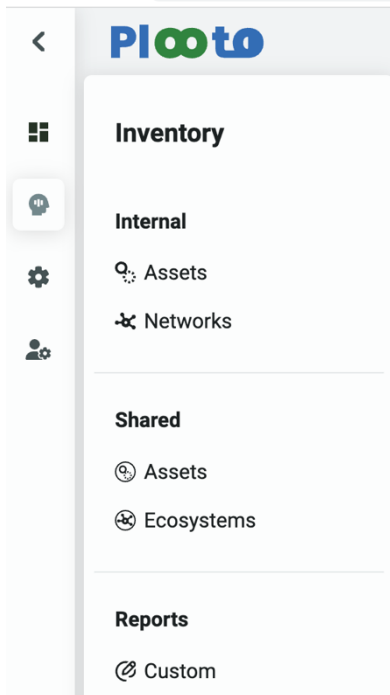 Plooto
Inventory
Internal
Assets
Networks
Shared
Assets
Ecosystems
Reports
Custom